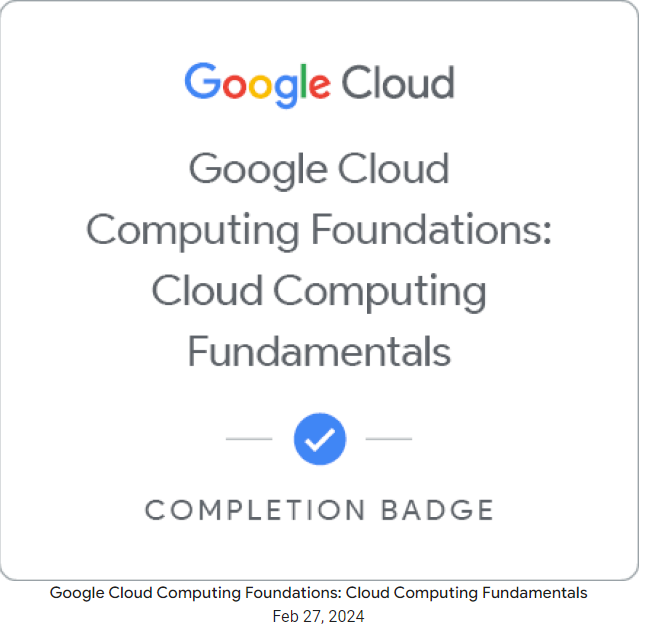 Google Cloud
Google Cloud
Computing Foundations:
Cloud Computing
Fundamentals
COMPLETION BADGE
Google Cloud Computing Foundations: Cloud Computing Fundamentals
Feb 27, 2024